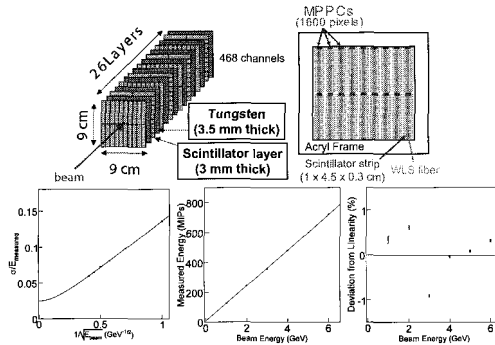 26Layers
468 channels
9 cm
9 cm
beam
Tungsten
(3.5 mm thick)
Scintillator layer
(3 mm thick)
MPPCs
(1600 pixels)
Acryl Frame
Scintillator strip
(1 x 4.5 x 0.3 cm)
WLS fiber
σ/Emeasured
0.15
0.1
0.05
0
0
0.5
1
1/√Ebeam (GeV-1/2)
Measured Energy (MIPs)
800
600
400
200
0
0
2
4
6
Beam Energy (GeV)
Deviation from Linearity (%)
1
0
-1
0
2
4
6
Beam Energy (GeV)